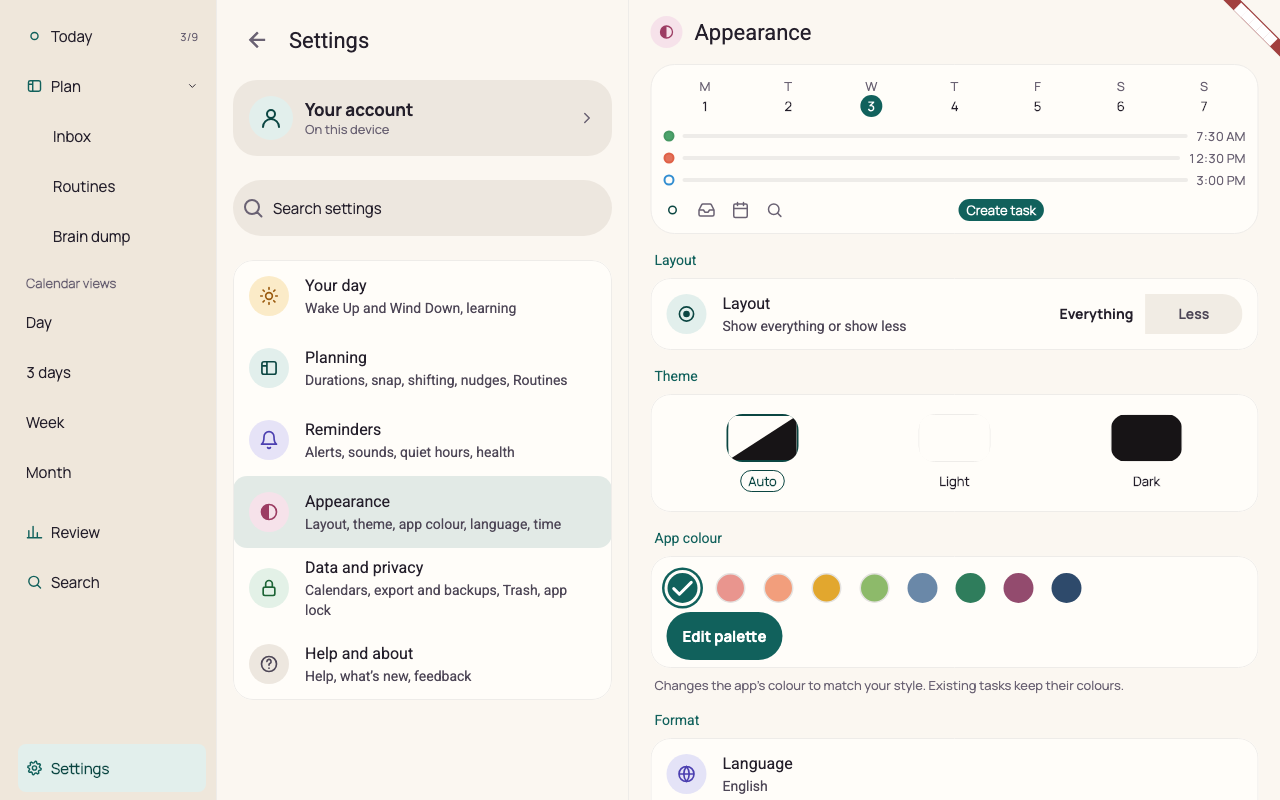 Today
3/9
Plan
Inbox
Routines
Brain dump
Calendar views
Day
3 days
Week
Month
Review
Search
Settings
Settings
Your account
On this device
Search settings
Your day
Wake Up and Wind Down, learning
Planning
Durations, snap, shifting, nudges, Routines
Reminders
Alerts, sounds, quiet hours, health
Appearance
Layout, theme, app colour, language, time
Data and privacy
Calendars, export and backups, Trash, app
lock
Help and about
Help, what's new, feedback
Appearance
M T W T F S S
1 2 3 4 5 6 7
7:30 AM
12:30 PM
3:00 PM
Create task
Layout
Layout
Show everything or show less
Everything
Less
Theme
Auto
Light
Dark
App colour
Edit palette
Changes the app's colour to match your style. Existing tasks keep their colours.
Format
Language
English